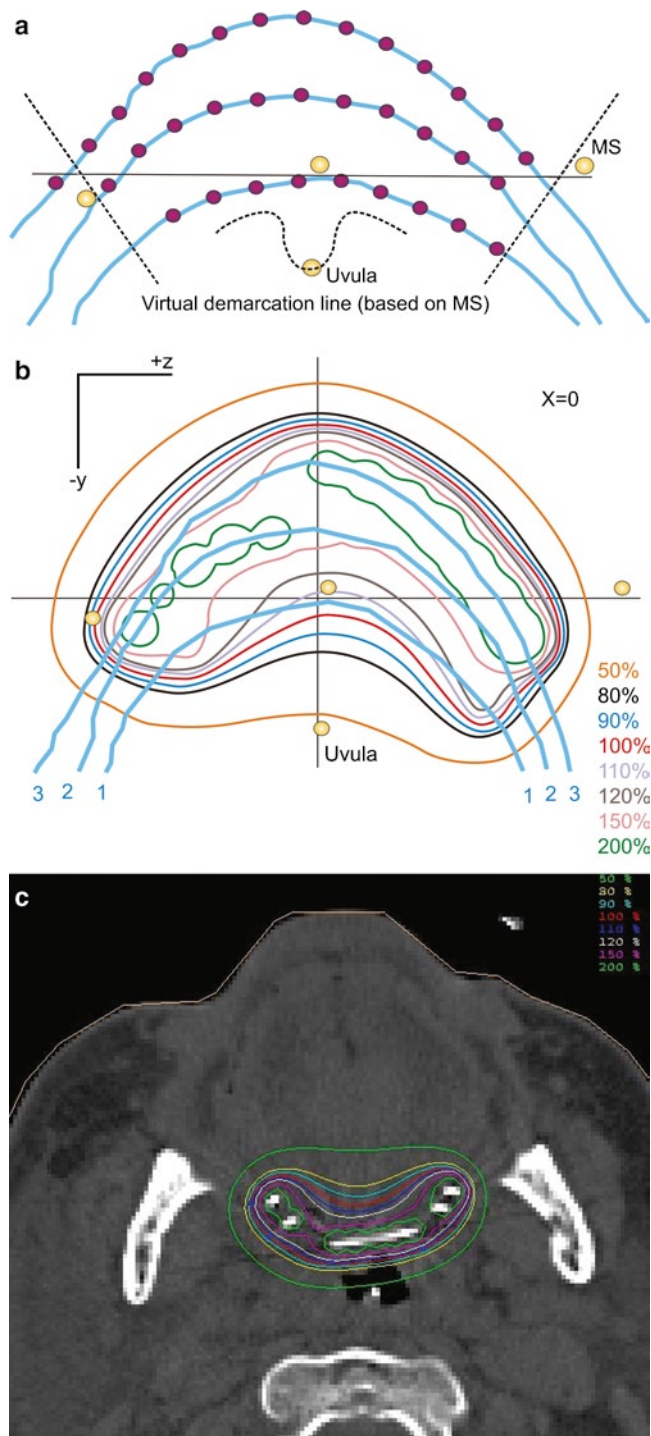 a
MS
Uvula
Virtual demarcation line (based on MS)
b
+z
X=0
-y
50%
80%
90%
100%
110%
120%
150%
200%
Uvula
3 2 1
1 2 3
c
50 %
80 %
90 %
100 %
110 %
120 %
150 %
200 %